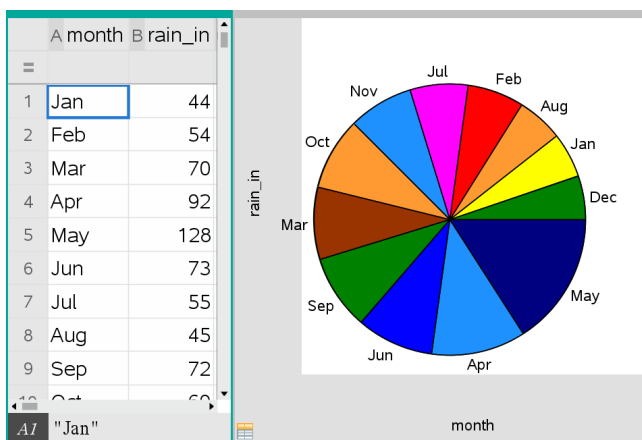 A month B rain_in
=
1 Jan 44
2 Feb 54
3 Mar 70
4 Apr 92
5 May 128
6 Jun 73
7 Jul 55
8 Aug 45
9 Sep 72
A1 "Jan"
Jul
Feb
Nov
Aug
Oct
Jan
rain_in
Dec
Mar
May
Sep
Jun
Apr
month